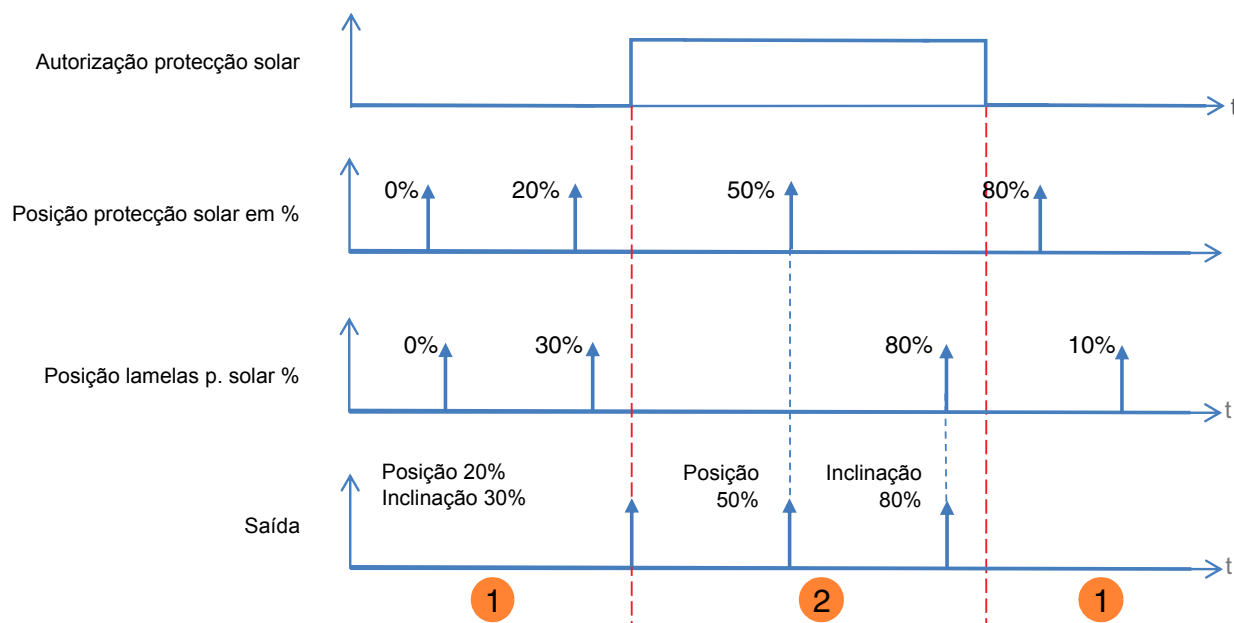 Autorização protecção solar
t
0%
20%
50%
80%
Posição protecção solar em %
0%
30%
80%
10%
Posição lamelas p. solar %
t
Posição 20%
Inclinação 30%
Posição
50%
Inclinação
80%
Saída
t
1
2
1